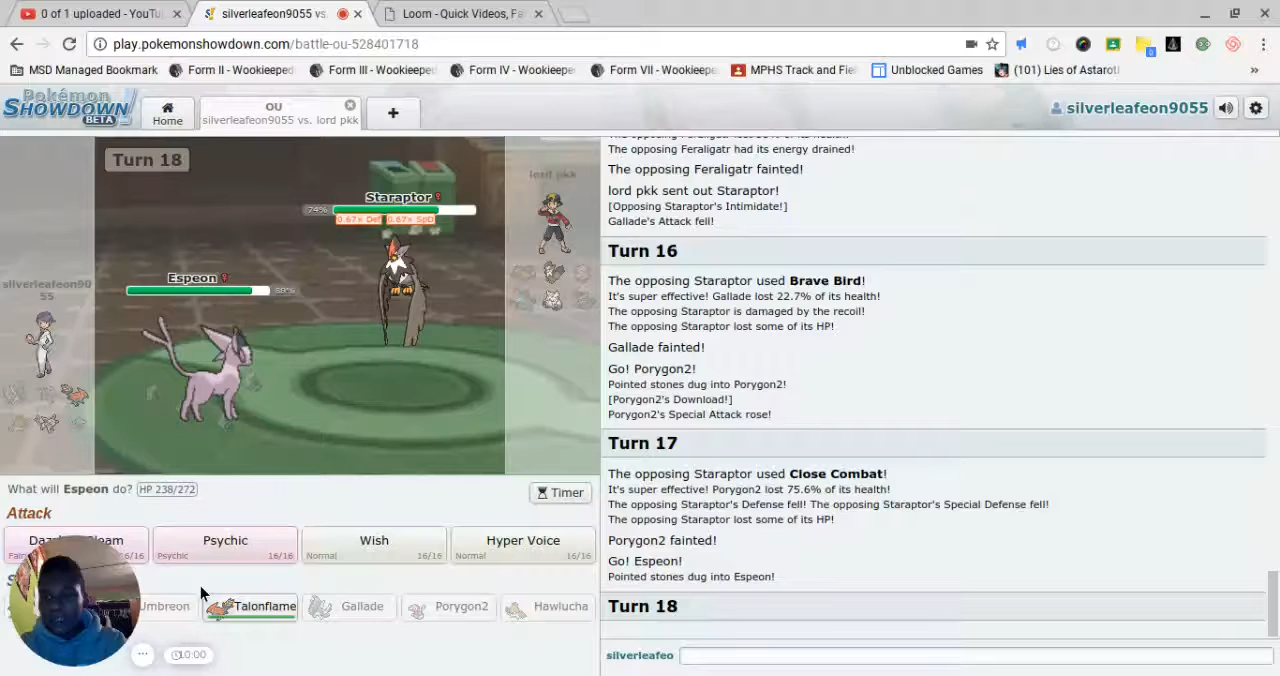 0 of 1 uploaded - YouTu
silverleafeon9055 vs.
Loom - Quick Videos, Fa
play.pokemonshowdown.com/battle-ou-528401718
MSD Managed Bookmark
Form II - Wookieeped
Form III - Wookieeped
Form IV - Wookieepe
Form VII - Wookieepe
MPHS Track and Fie
Unblocked Games
(101) Lies of Astarot
»
Pokémon
SHOWDOWN
BETA
Home
OU
silverleafeon9055 vs. lord pkk
silverleafeon9055
Turn 18
Staraptor
74%
0.67× Def 0.67× SpD
lord pkk
Espeon
88%
silverleafeon90
55
What will Espeon do? HP 238/272
Timer
Attack
Psychic
Psychic 16/16
Wish
Normal 16/16
Hyper Voice
Normal 16/16
16/16
Umbreon
Talonflame
Gallade
Porygon2
Hawlucha
10:00
The opposing Feraligatr had its energy drained!
The opposing Feraligatr fainted!
lord pkk sent out Staraptor!
[Opposing Staraptor's Intimidate!]
Gallade's Attack fell!
Turn 16
The opposing Staraptor used Brave Bird!
It's super effective! Gallade lost 22.7% of its health!
The opposing Staraptor is damaged by the recoil!
The opposing Staraptor lost some of its HP!
Gallade fainted!
Go! Porygon2!
Pointed stones dug into Porygon2!
[Porygon2's Download!]
Porygon2's Special Attack rose!
Turn 17
The opposing Staraptor used Close Combat!
It's super effective! Porygon2 lost 75.6% of its health!
The opposing Staraptor's Defense fell! The opposing Staraptor's Special Defense fell!
The opposing Staraptor lost some of its HP!
Porygon2 fainted!
Go! Espeon!
Pointed stones dug into Espeon!
Turn 18
silverleafeo